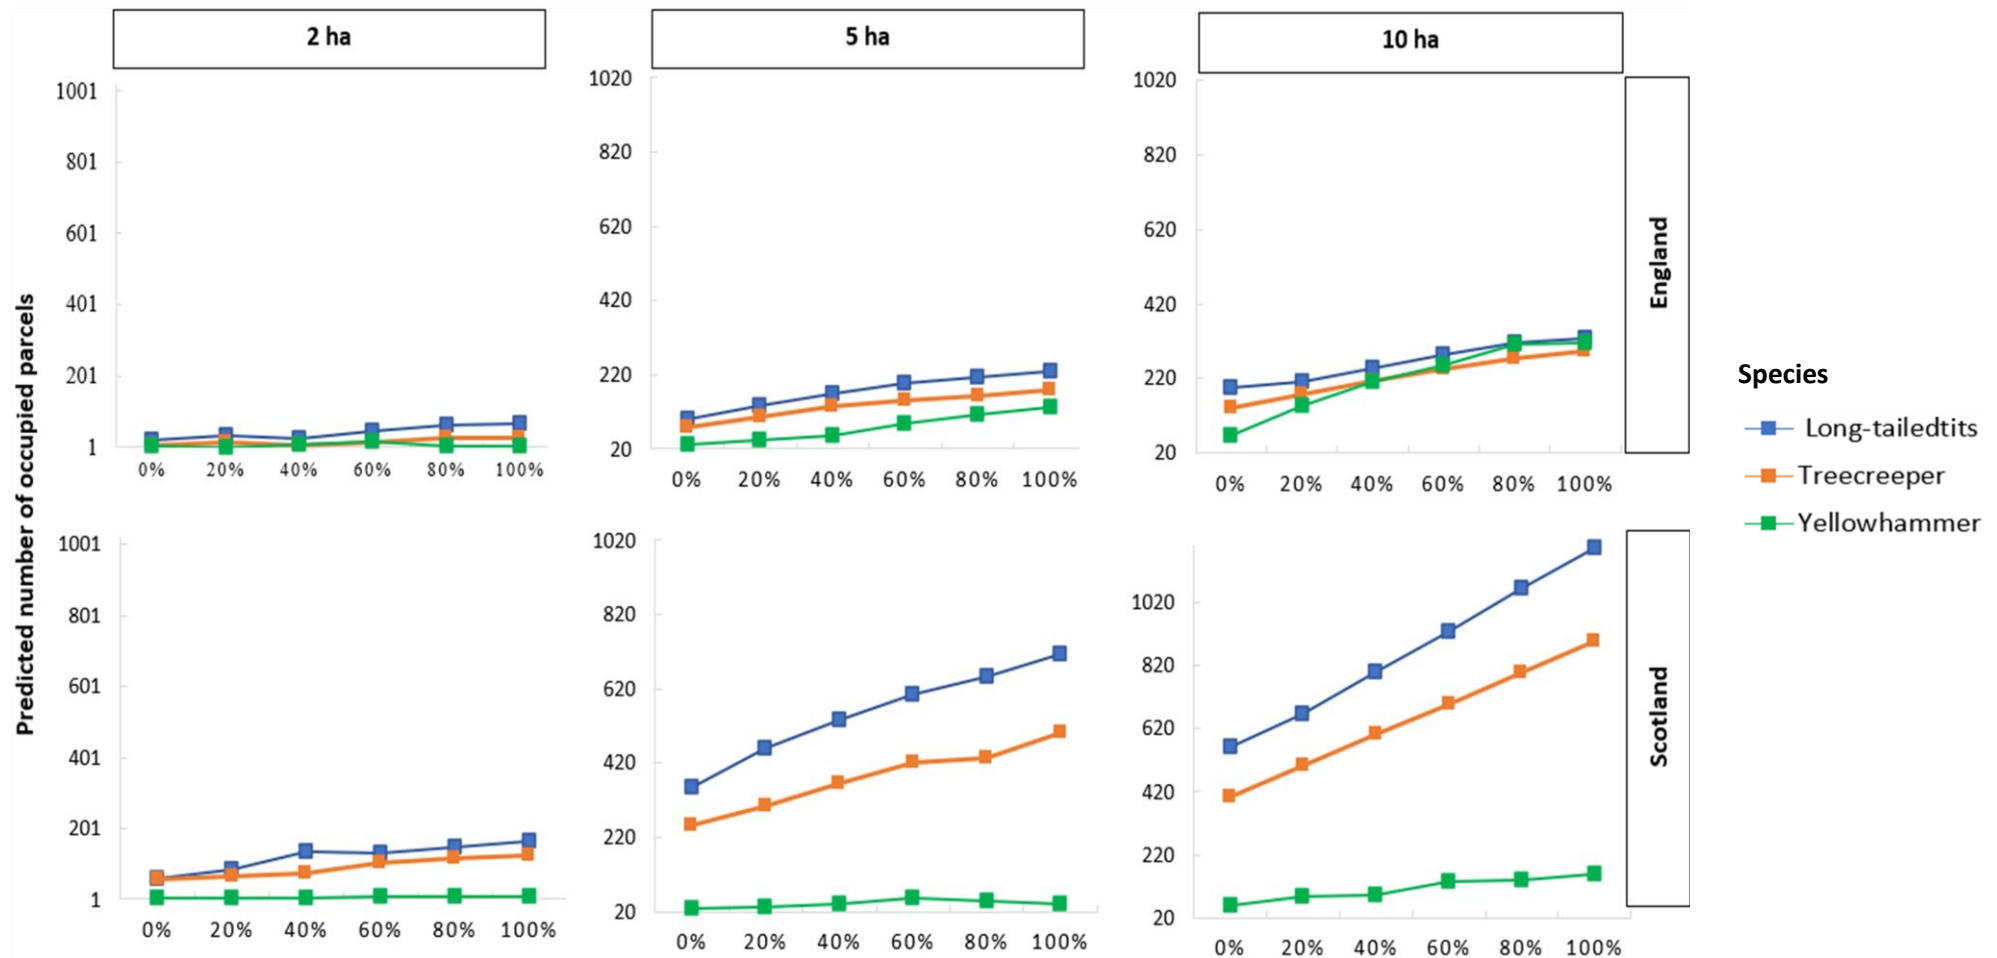 2 ha
5 ha
10 ha
Predicted number of occupied parcels
1001
801
601
401
201
1
0% 20% 40% 60% 80% 100%
1020
820
620
420
220
20
0% 20% 40% 60% 80% 100%
1020
820
620
420
220
20
0% 20% 40% 60% 80% 100%
England
1001
801
601
401
201
1
0% 20% 40% 60% 80% 100%
1020
820
620
420
220
20
0% 20% 40% 60% 80% 100%
1020
820
620
420
220
20
0% 20% 40% 60% 80% 100%
Scotland
Species
Long-tailedtits
Treecreeper
Yellowhammer